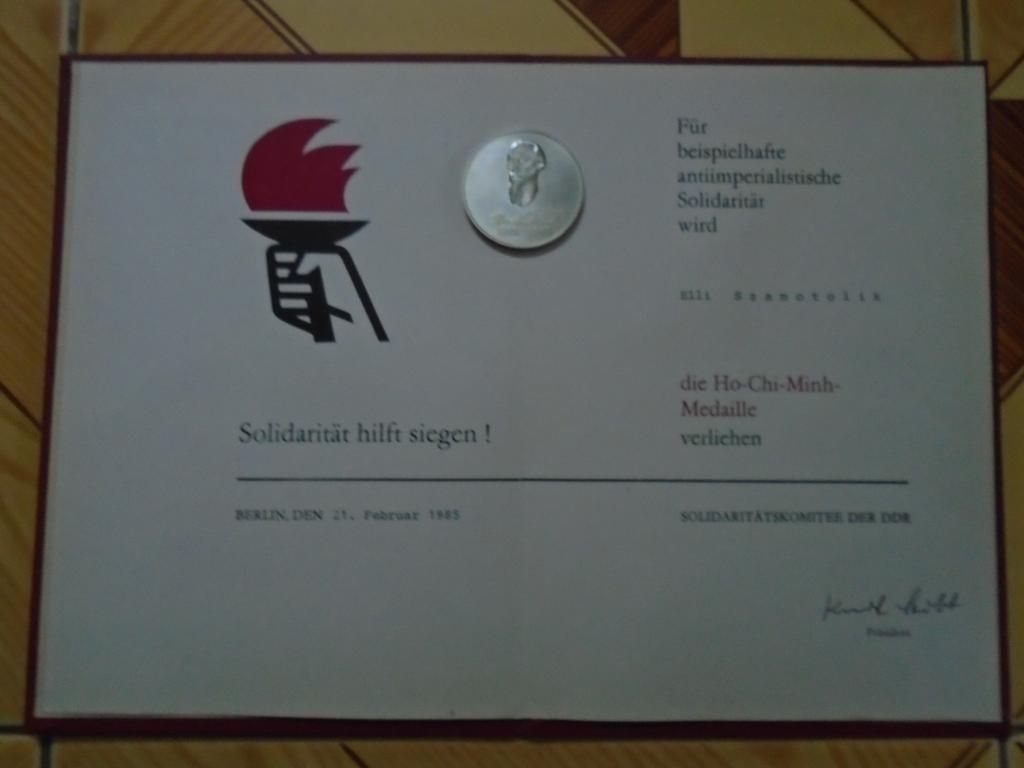 Für
beispielhafte
antiimperialistische
Solidarität
wird
Elli Szamotolik
die Ho-Chi-Minh-
Medaille
verliehen
Solidarität hilft siegen !
BERLIN, DEN 21. Februar 1985
SOLIDARITÄTSKOMITEE DER DDR
Präsident